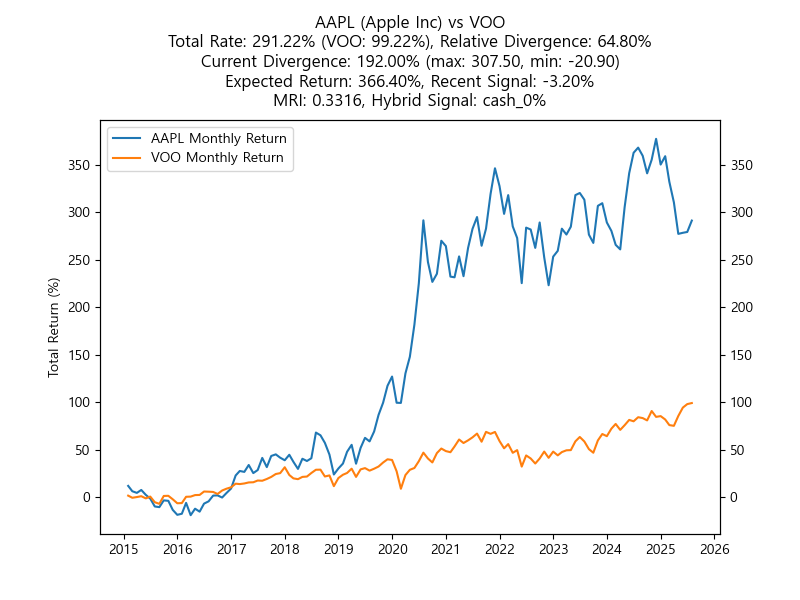 AAPL (Apple Inc) vs VOO
Total Rate: 291.22% (VOO: 99.22%), Relative Divergence: 64.80%
Current Divergence: 192.00% (max: 307.50, min: -20.90)
Expected Return: 366.40%, Recent Signal: -3.20%
MRI: 0.3316, Hybrid Signal: cash_0%
AAPL Monthly Return
VOO Monthly Return
Total Return (%)
350 350
300 300
250 250
200 200
150 150
100 100
50 50
0 0
2015 2016 2017 2018 2019 2020 2021 2022 2023 2024 2025 2026